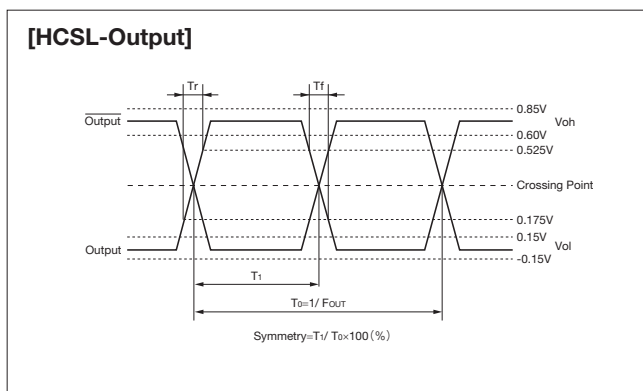 [HCSL-Output]
Tr
Tf
0.85V
Output
Voh
0.60V
0.525V
Crossing Point
0.175V
0.15V
Output
Vol
-0.15V
T1
T0=1/ FOUT
Symmetry=T1/ T0×100(%)